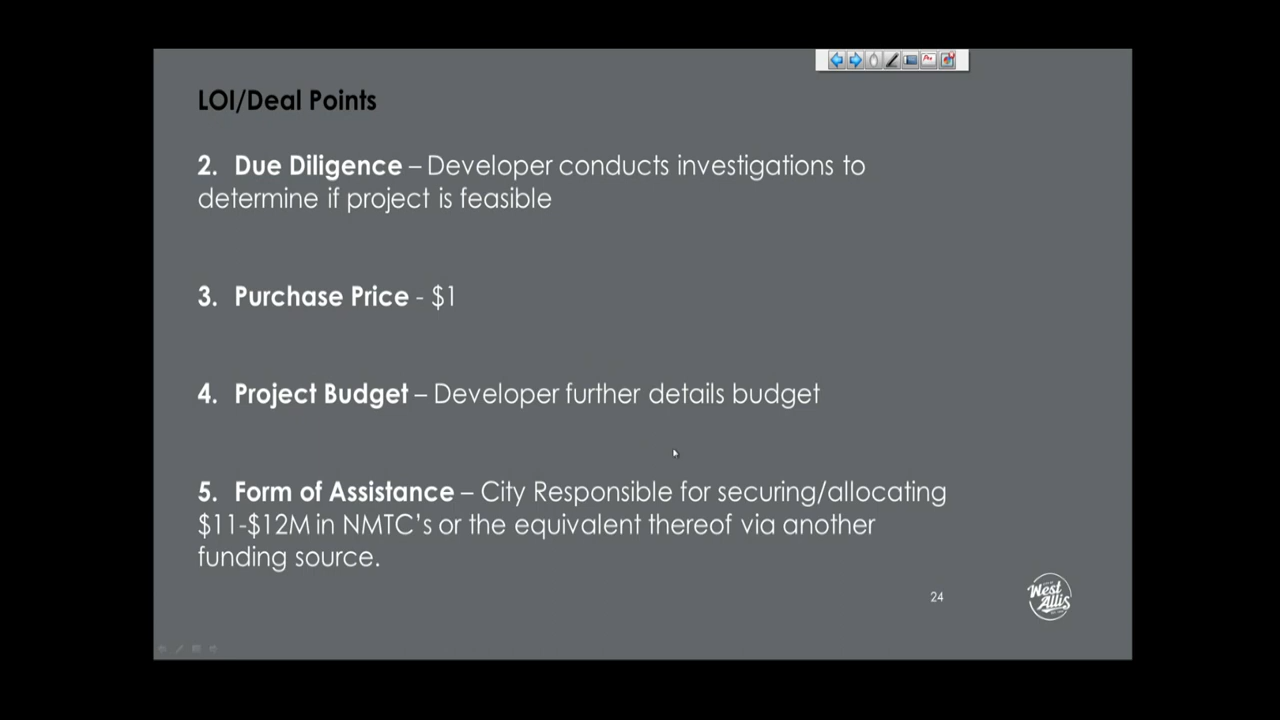 LOI/Deal Points
2. Due Diligence – Developer conducts investigations to
determine if project is feasible
3. Purchase Price - $1
4. Project Budget – Developer further details budget
5. Form of Assistance – City Responsible for securing/allocating
$11-$12M in NMTC's or the equivalent thereof via another
funding source.
24
West
Allis